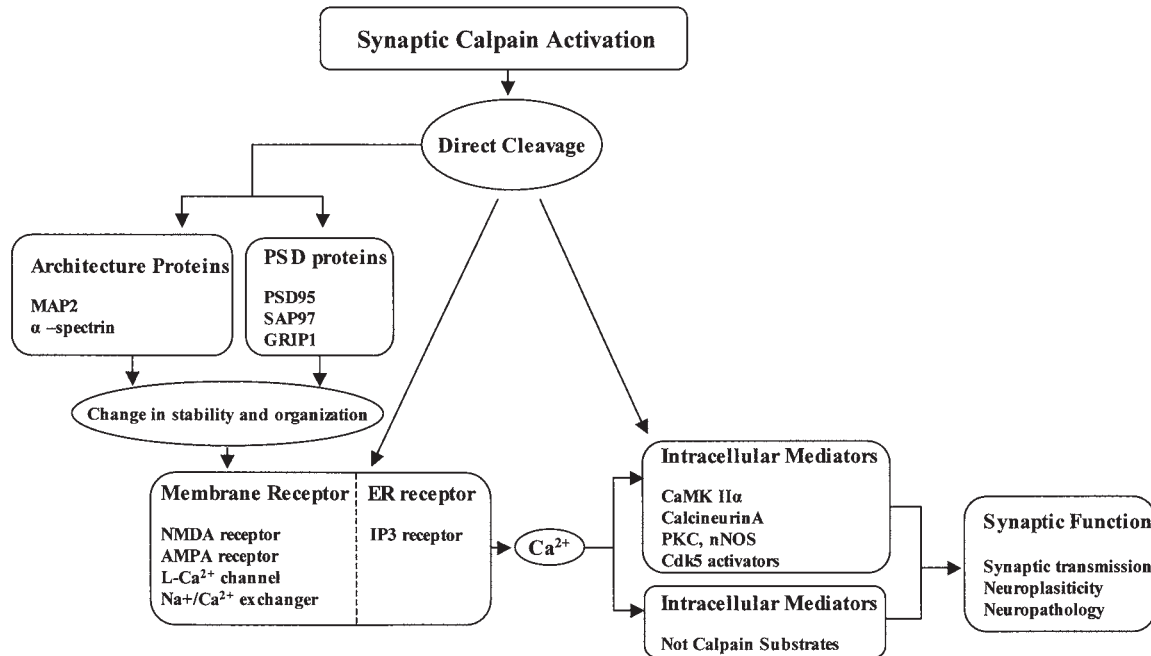 Synaptic Calpain Activation
Direct Cleavage
Architecture Proteins
MAP2
α –spectrin
PSD proteins
PSD95
SAP97
GRIP1
Change in stability and organization
Membrane Receptor
NMDA receptor
AMPA receptor
L-Ca²⁺ channel
Na+/Ca²⁺ exchanger
ER receptor
IP3 receptor
Ca²⁺
Intracellular Mediators
CaMK IIα
CalcineurinA
PKC, nNOS
Cdk5 activators
Intracellular Mediators
Not Calpain Substrates
Synaptic Function
Synaptic transmission
Neuroplasiticity
Neuropathology